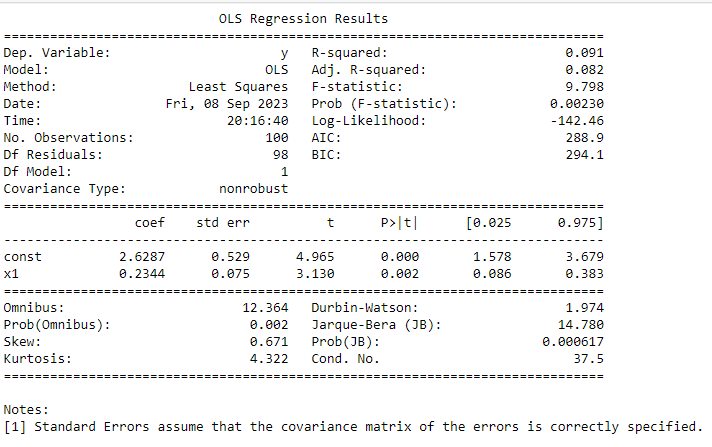 OLS Regression Results
==============================================================================
Dep. Variable: y R-squared: 0.091
Model: OLS Adj. R-squared: 0.082
Method: Least Squares F-statistic: 9.798
Date: Fri, 08 Sep 2023 Prob (F-statistic): 0.00230
Time: 20:16:40 Log-Likelihood: -142.46
No. Observations: 100 AIC: 288.9
Df Residuals: 98 BIC: 294.1
Df Model: 1
Covariance Type: nonrobust
==============================================================================
coef std err t P>|t| [0.025 0.975]
------------------------------------------------------------------------------
const 2.6287 0.529 4.965 0.000 1.578 3.679
x1 0.2344 0.075 3.130 0.002 0.086 0.383
==============================================================================
Omnibus: 12.364 Durbin-Watson: 1.974
Prob(Omnibus): 0.002 Jarque-Bera (JB): 14.780
Skew: 0.671 Prob(JB): 0.000617
Kurtosis: 4.322 Cond. No. 37.5
==============================================================================
Notes:
[1] Standard Errors assume that the covariance matrix of the errors is correctly specified.